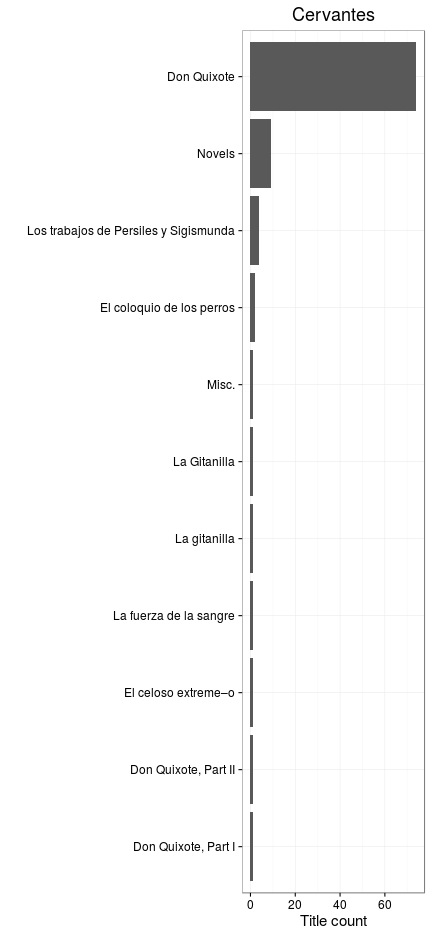 Cervantes
Don Quixote
Novels
Los trabajos de Persiles y Sigismunda
El coloquio de los perros
Misc.
La Gitanilla
La gitanilla
La fuerza de la sangre
El celoso extreme–o
Don Quixote, Part II
Don Quixote, Part I
0 20 40 60
Title count